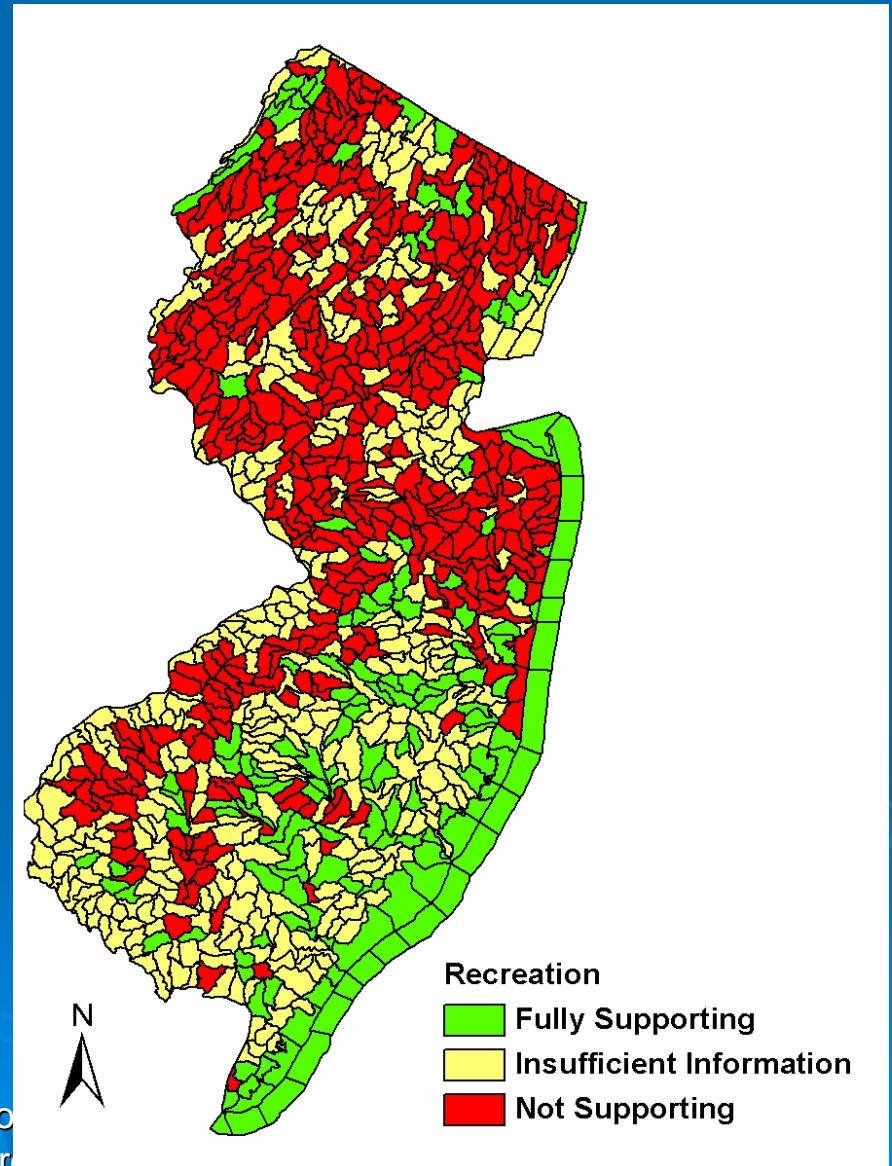 N
Recreation
Fully Supporting
Insufficient Information
Not Supporting